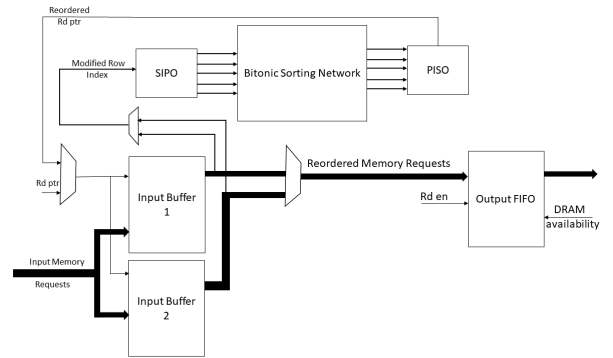 Reordered
Rd ptr
Modified Row
Index
SIPO
Bitonic Sorting Network
PISO
Rd ptr
Input Buffer
1
Reordered Memory Requests
Rd en
Output FIFO
DRAM
availability
Input Memory
Requests
Input Buffer
2